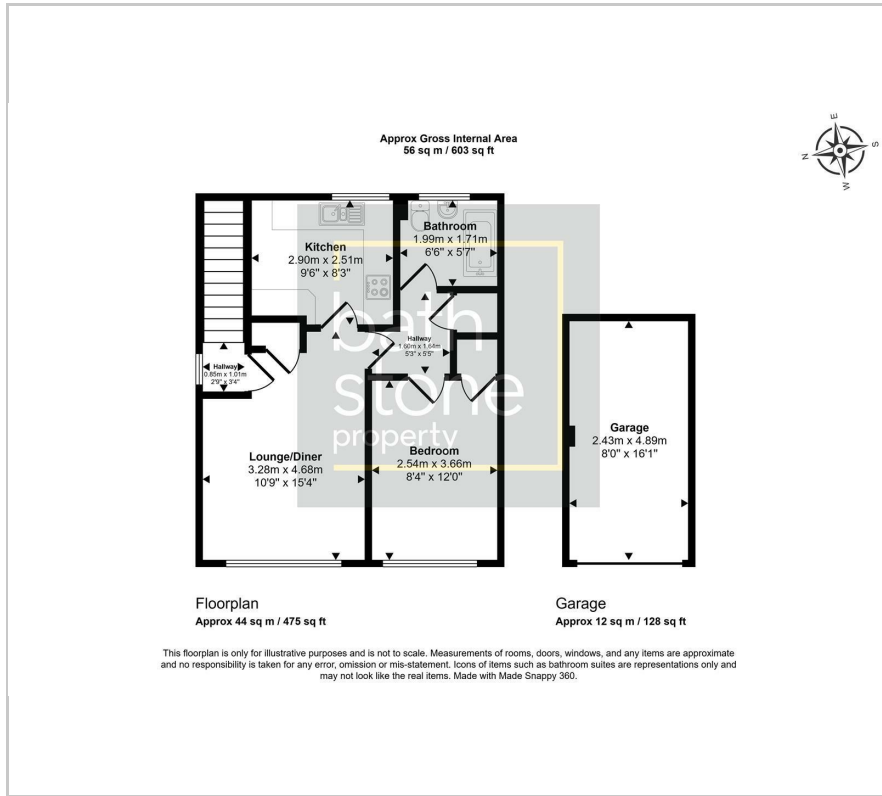 Approx Gross Internal Area
56 sq m / 603 sq ft
N
E
S
W
Kitchen
2.90m x 2.51m
9'6" x 8'3"
Bathroom
1.99m x 1.71m
6'6" x 5'7"
Hallway
0.85m x 1.01m
2'9" x 3'4"
Hallway
1.60m x 1.64m
5'3" x 5'5"
bath
stone
property
Lounge/Diner
3.28m x 4.68m
10'9" x 15'4"
Bedroom
2.54m x 3.66m
8'4" x 12'0"
Garage
2.43m x 4.89m
8'0" x 16'1"
Floorplan
Approx 44 sq m / 475 sq ft
Garage
Approx 12 sq m / 128 sq ft
This floorplan is only for illustrative purposes and is not to scale. Measurements of rooms, doors, windows, and any items are approximate
and no responsibility is taken for any error, omission or mis-statement. Icons of items such as bathroom suites are representations only and
may not look like the real items. Made with Made Snappy 360.